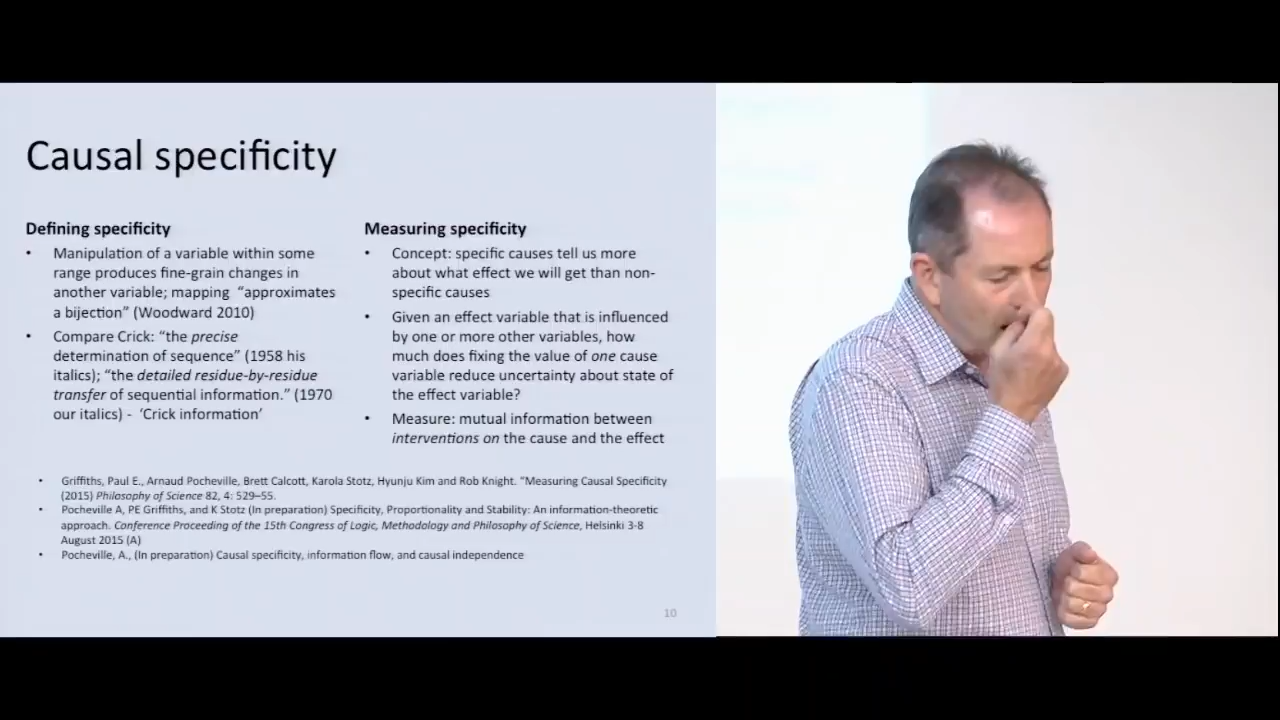 Causal specificity
Defining specificity
• Manipulation of a variable within some
range produces fine-grain changes in
another variable; mapping “approximates
a bijection” (Woodward 2010)
• Compare Crick: “the precise
determination of sequence” (1958 his
italics); “the detailed residue-by-residue
transfer of sequential information.” (1970
our italics) - ‘Crick information’
Measuring specificity
• Concept: specific causes tell us more
about what effect we will get than non-
specific causes
• Given an effect variable that is influenced
by one or more other variables, how
much does fixing the value of one cause
variable reduce uncertainty about state of
the effect variable?
• Measure: mutual information between
interventions on the cause and the effect
• Griffiths, Paul E., Arnaud Pocheville, Brett Calcott, Karola Stotz, Hyunju Kim and Rob Knight. “Measuring Causal Specificity
(2015) Philosophy of Science 82, 4: 529–55.
• Pocheville A, PE Griffiths, and K Stotz (In preparation) Specificity, Proportionality and Stability: An information-theoretic
approach. Conference Proceeding of the 15th Congress of Logic, Methodology and Philosophy of Science, Helsinki 3-8
August 2015 (A)
• Pocheville, A., (In preparation) Causal specificity, information flow, and causal independence
10